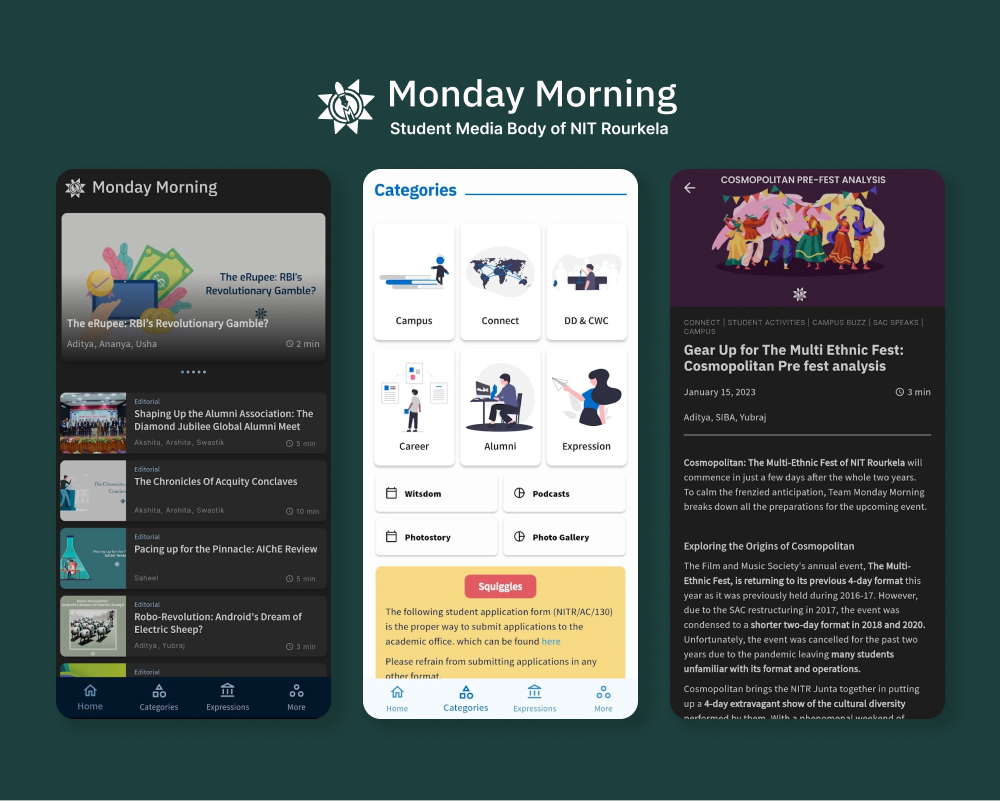 Monday Morning
Student Media Body of NIT Rourkela
Monday Morning
The eRupee: RBI's
Revolutionary Gamble?
The eRupee: RBI's Revolutionary Gamble?
Aditya, Ananya, Usha
2 min
Editorial
Shaping Up the Alumni Association: The
Diamond Jubilee Global Alumni Meet
Akshita, Arshita, Swastik
5 min
Editorial
The Chronicles Of Acquity Conclaves
Akshita, Arshita, Swastik
10 min
Editorial
Pacing up for the Pinnacle: AIChE Review
Saheel
5 min
Editorial
Robo-Revolution: Android's Dream of
Electric Sheep?
Aditya, Yubraj
3 min
Editorial
Home
Categories
Expressions
More
Categories
Campus
Connect
DD & CWC
Career
Alumni
Expression
Witsdom
Podcasts
Photostory
Photo Gallery
Squiggles
The following student application form (NITR/AC/130)
is the proper way to submit applications to the
academic office. which can be found here
Please refrain from submitting applications in any
other format.
Home
Categories
Expressions
More
COSMOPOLITAN PRE-FEST ANALYSIS
CONNECT | STUDENT ACTIVITIES | CAMPUS BUZZ | SAC SPEAKS |
CAMPUS
Gear Up for The Multi Ethnic Fest:
Cosmopolitan Pre fest analysis
January 15, 2023
3 min
Aditya, SIBA, Yubraj
Cosmopolitan: The Multi-Ethnic Fest of NIT Rourkela will
commence in just a few days after the whole two years.
To calm the frenzied anticipation, Team Monday Morning
breaks down all the preparations for the upcoming event.
Exploring the Origins of Cosmopolitan
The Film and Music Society's annual event, The Multi-
Ethnic Fest, is returning to its previous 4-day format this
year as it was previously held during 2016-17. However,
due to the SAC restructuring in 2017, the event was
condensed to a shorter two-day format in 2018 and 2020.
Unfortunately, the event was cancelled for the past two
years due to the pandemic leaving many students
unfamiliar with its format and operations.
Cosmopolitan brings the NITR Junta together in putting
up a 4-day extravagant show of the cultural diversity
performed by them. With a phenomenal weekend of